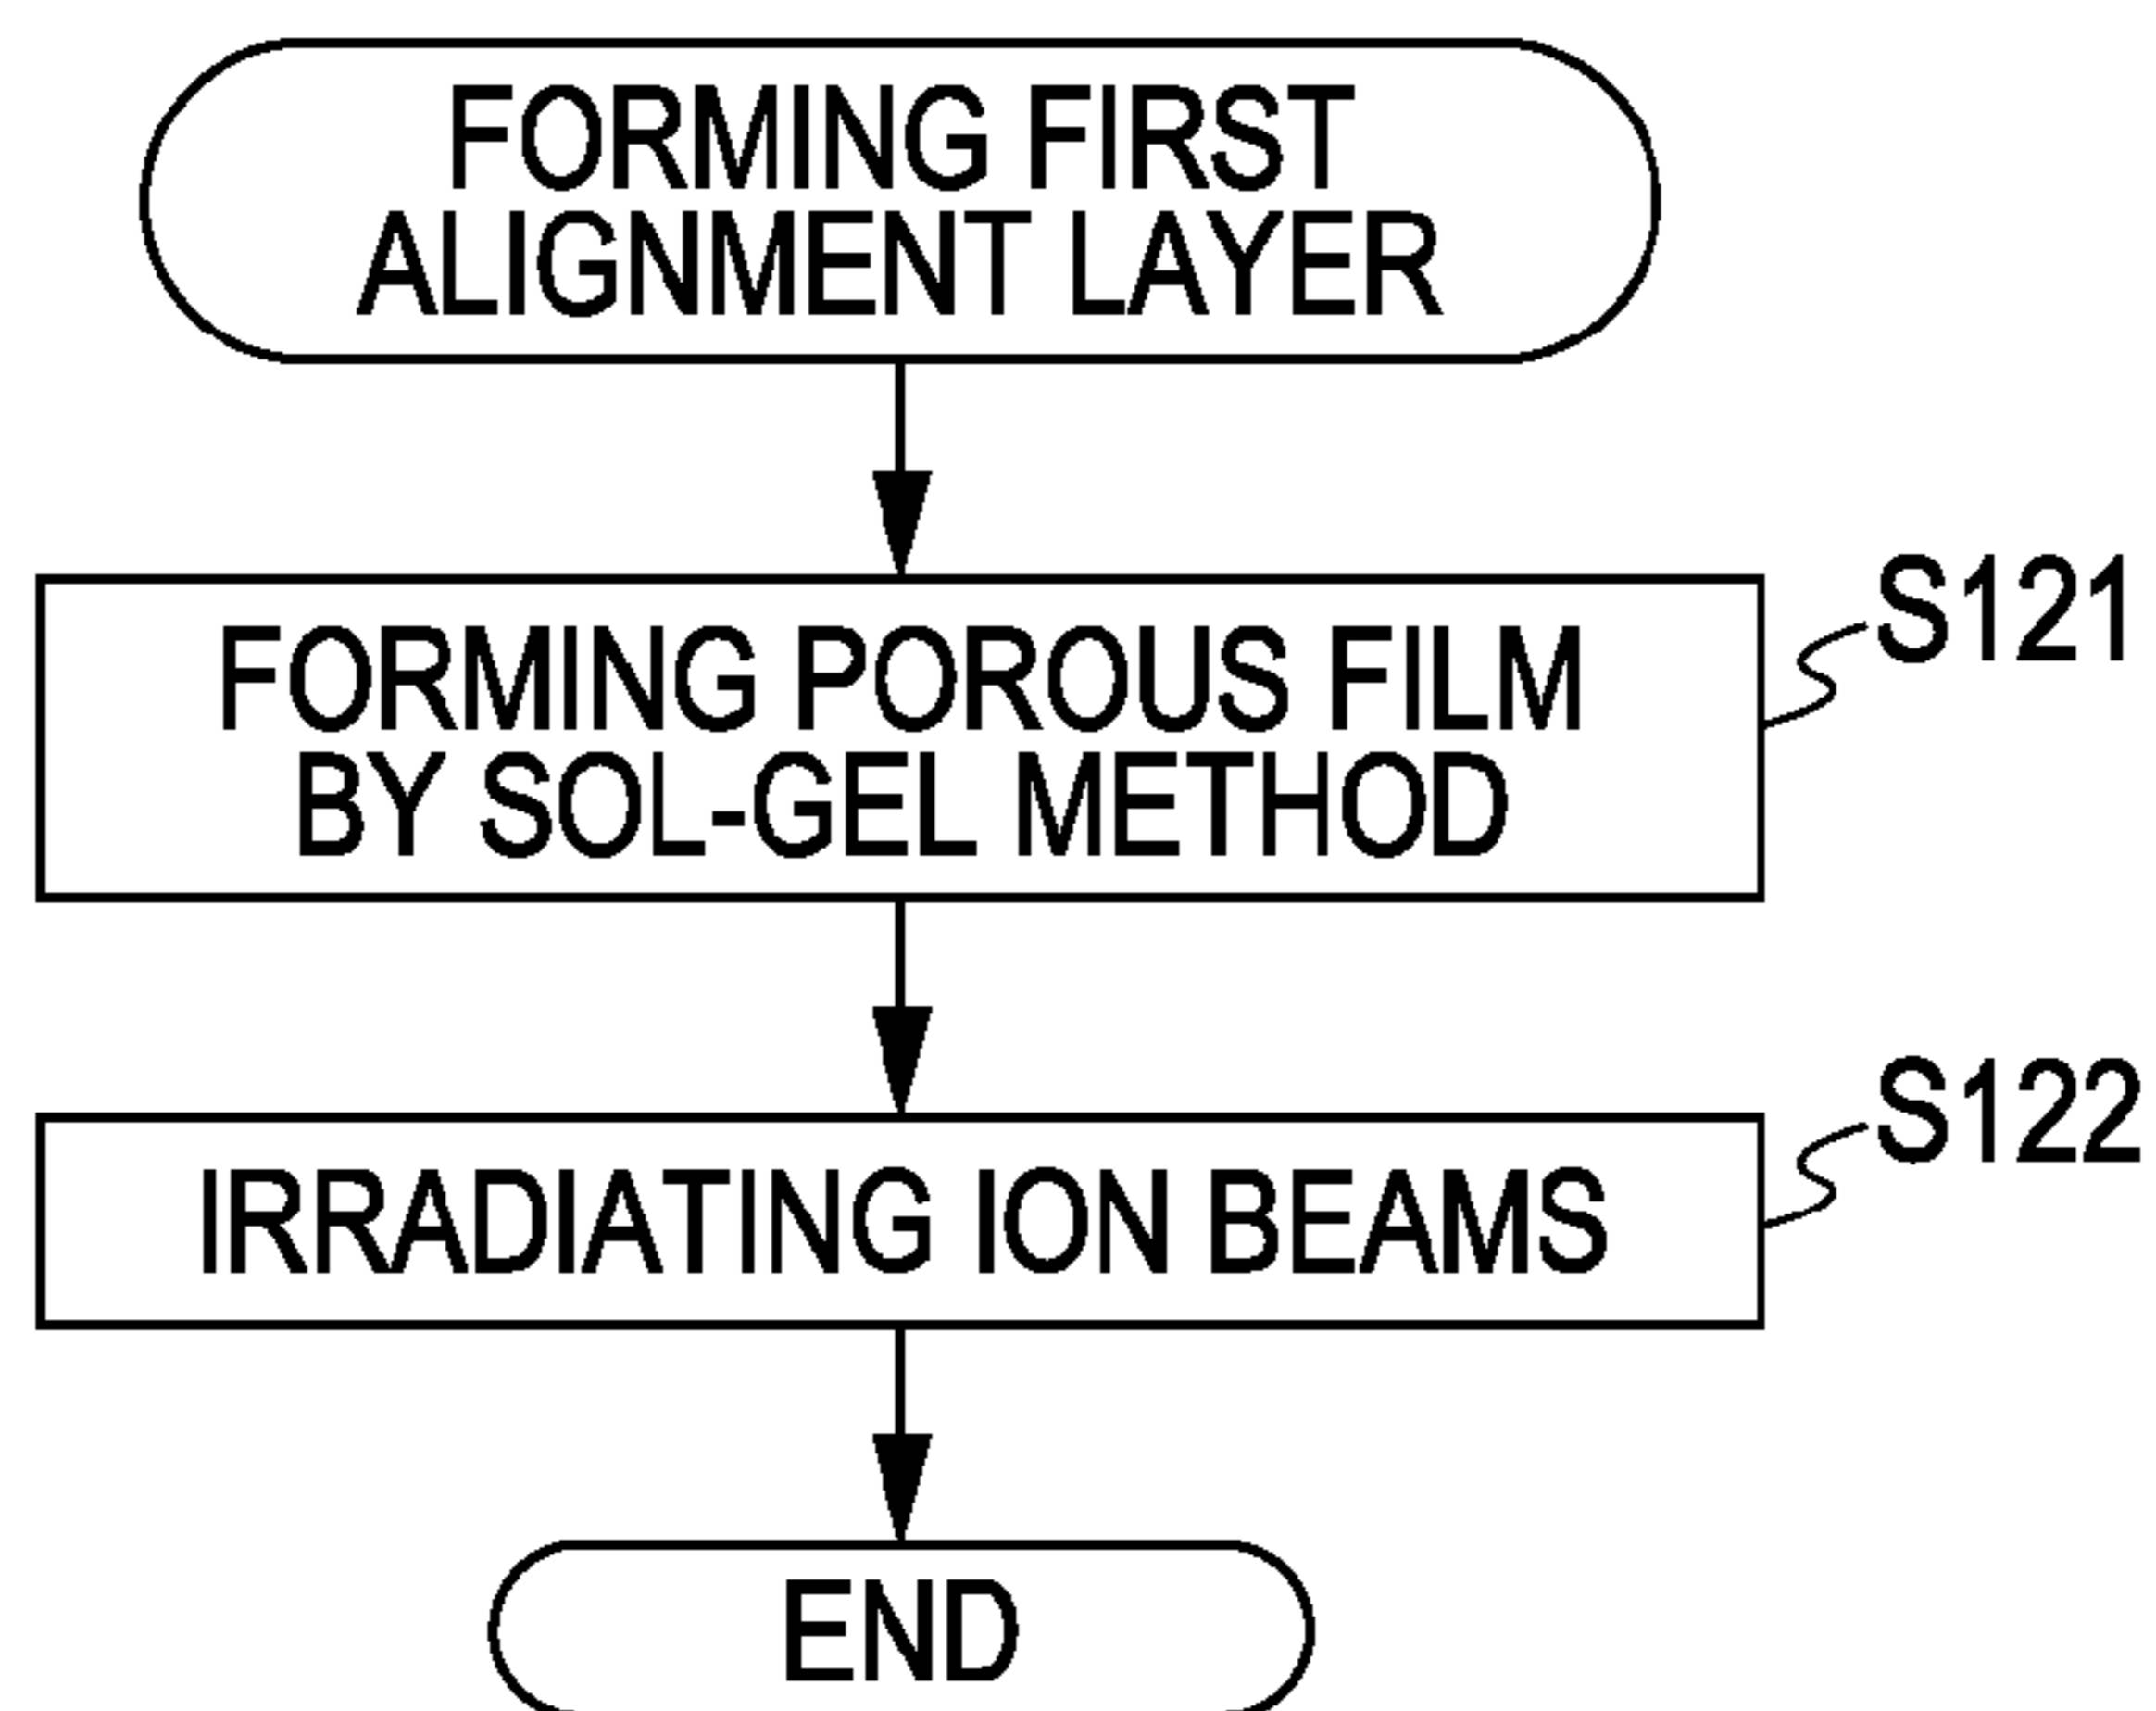 FORMING FIRST
ALIGNMENT LAYER
FORMING POROUS FILM
BY SOL-GEL METHOD
S121
IRRADIATING ION BEAMS
S122
END